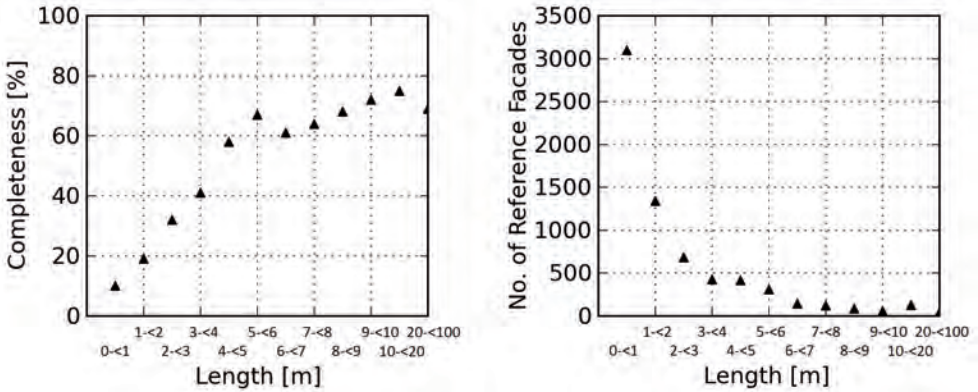 Completeness [%]
100
80
60
40
20
0
1-<2 3-<4 5-<6 7-<8 9-<10 20-<100
0-<1 2-<3 4-<5 6-<7 8-<9 10-<20
Length [m]
No. of Reference Facades
3500
3000
2500
2000
1500
1000
500
0
1-<2 3-<4 5-<6 7-<8 9-<10 20-<100
0-<1 2-<3 4-<5 6-<7 8-<9 10-<20
Length [m]